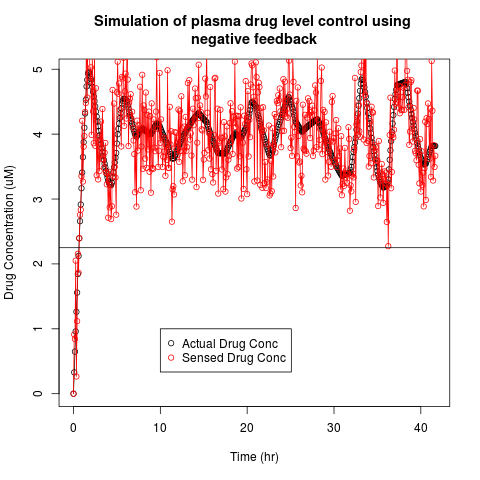 Simulation of plasma drug level control using
negative feedback
Drug Concentration (uM)
5
4
3
2
1
0
Actual Drug Conc
Sensed Drug Conc
0 10 20 30 40
Time (hr)